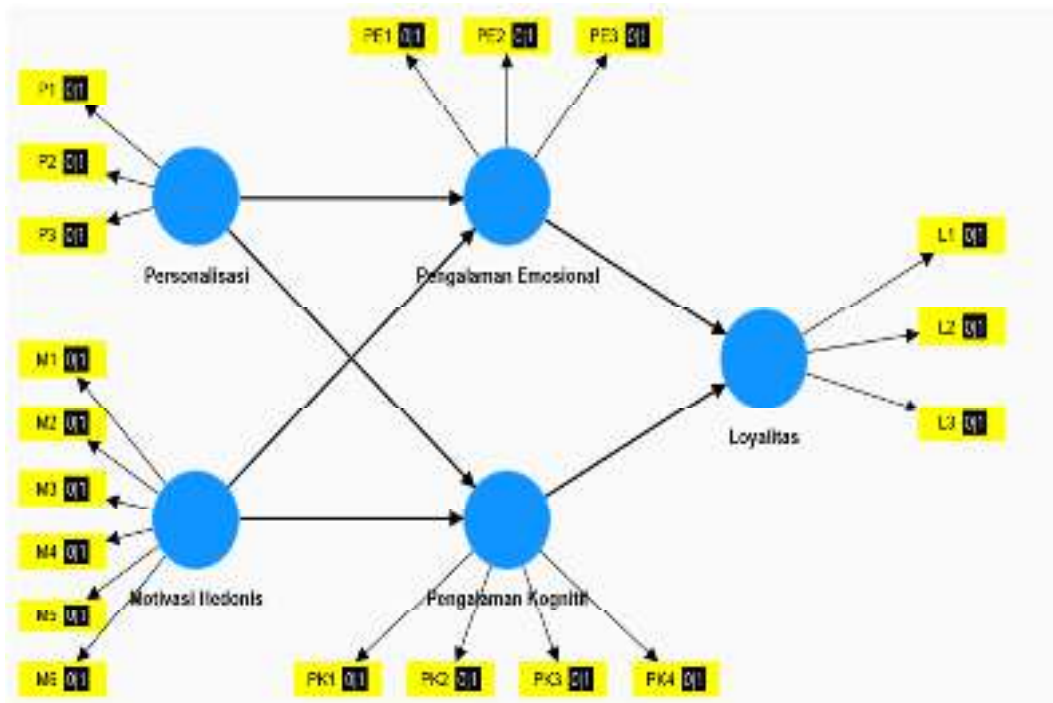 PE1 0|1 PE2 0|1 PE3 0|1
P1 0|1
P2 0|1
P3 0|1
Personalisasi
Pengalaman Emosional
L1 0|1
L2 0|1
L3 0|1
Loyalitas
M1 0|1
M2 0|1
M3 0|1
M4 0|1
M5 0|1
M6 0|1
Motivasi Hedonis
Pengalaman Kognitif
PK1 0|1 PK2 0|1 PK3 0|1 PK4 0|1